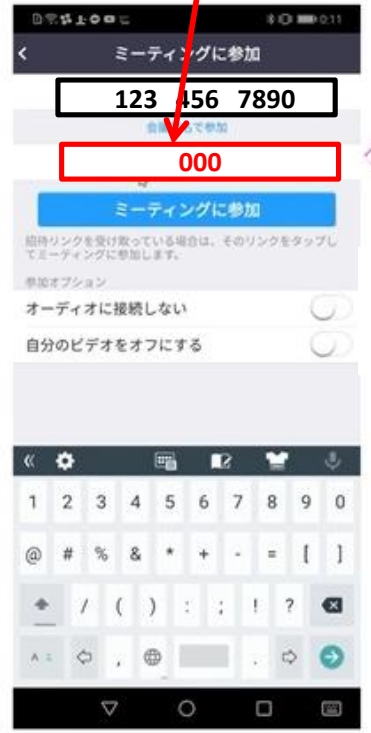 0:11
ミーティングに参加
123 456 7890
で参加
000
ミーティングに参加
招待リンクを受け取っている場合は、そのリンクをタップし
てミーティングに参加します。
参加オプション
オーディオに接続しない
自分のビデオをオフにする
1 2 3 4 5 6 7 8 9 0
@ # % & * + - = [ ]
/ ( ) : ; ! ?
, .